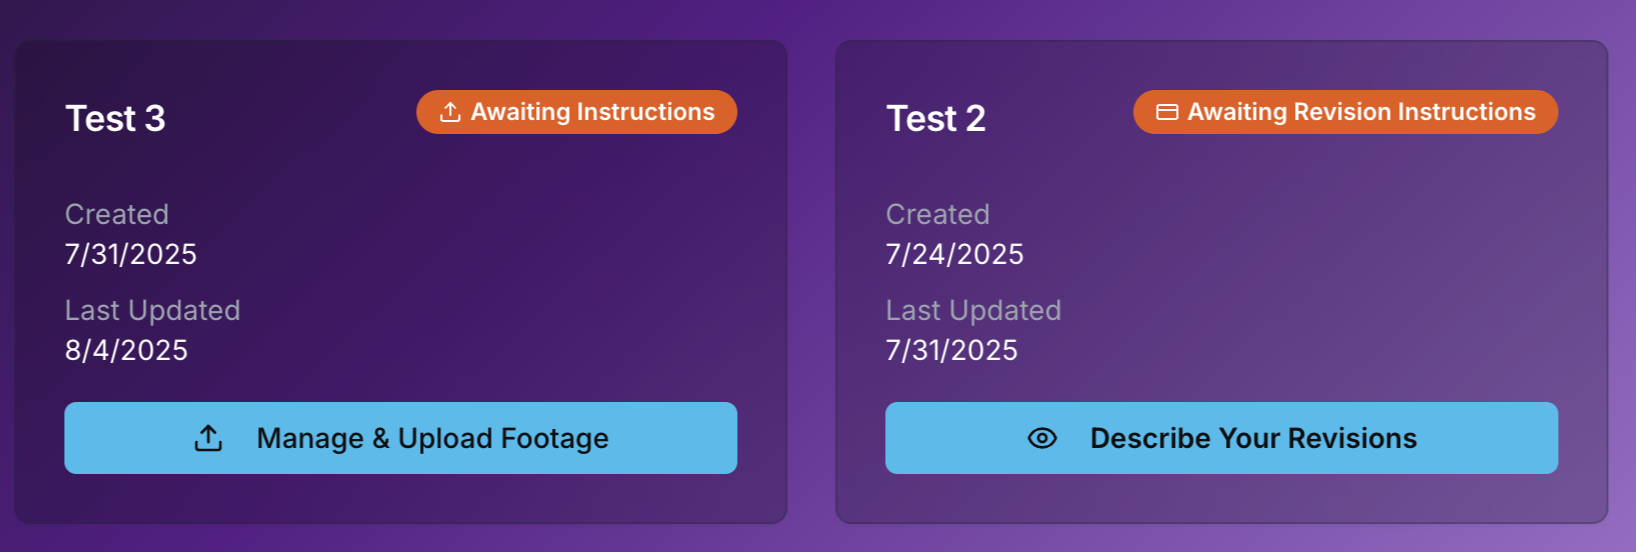 Test 3
Awaiting Instructions
Created
7/31/2025
Last Updated
8/4/2025
Manage & Upload Footage
Test 2
Awaiting Revision Instructions
Created
7/24/2025
Last Updated
7/31/2025
Describe Your Revisions